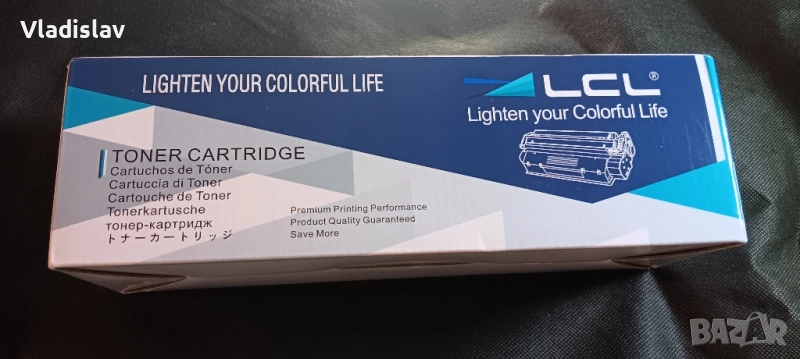 Vladislav
LIGHTEN YOUR COLORFUL LIFE
LCL®
Lighten your Colorful Life
TONER CARTRIDGE
Cartuchos de Tóner
Cartuccia di Toner
Cartouche de Toner
Tonerkartusche
тонер-картридж
トナーカートリッジ
Premium Printing Performance
Product Quality Guaranteed
Save More
BAZAR